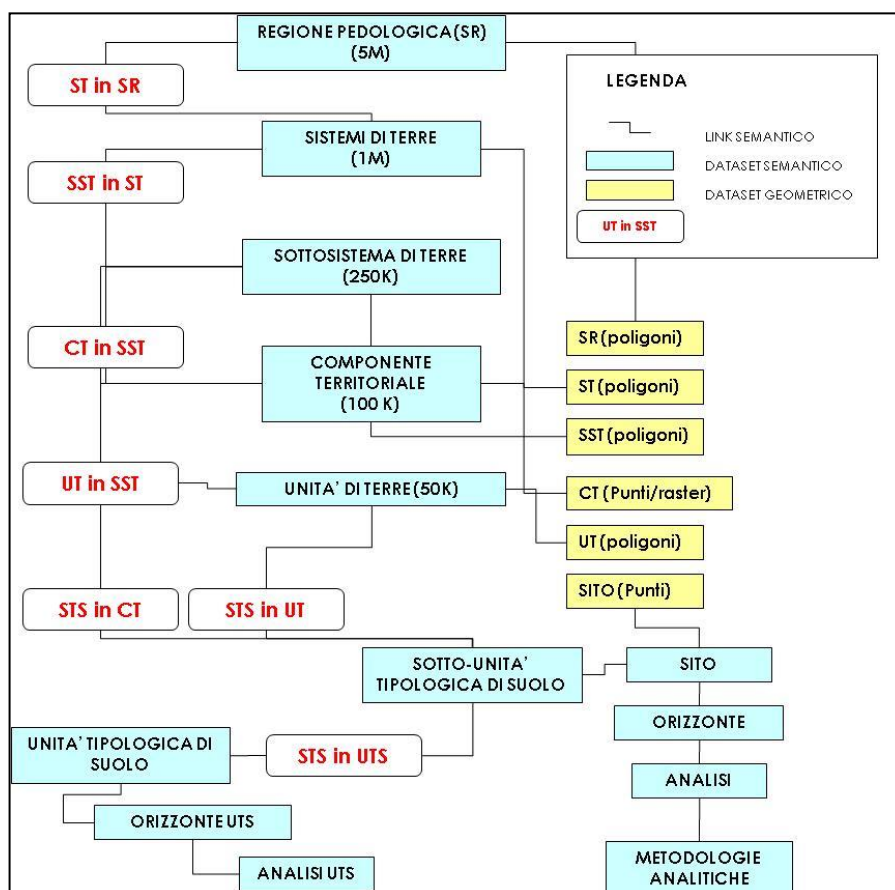 REGIONE PEDOLOGICA (SR)
(5M)
ST in SR
LEGENDA
LINK SEMANTICO
DATASET SEMANTICO
DATASET GEOMETRICO
UT in SST
SISTEMI DI TERRE
(1M)
SST in ST
SOTTOSISTEMA DI TERRE
(250K)
CT in SST
COMPONENTE
TERRITORIALE
(100 K)
SR (poligoni)
ST (poligoni)
SST (poligoni)
UT in SST
UNITA' DI TERRE (50K)
CT (Punti/raster)
UT (poligoni)
SITO (Punti)
STS in CT
STS in UT
SOTTO-UNITA'
TIPOLOGICA DI SUOLO
SITO
ORIZZONTE
UNITA' TIPOLOGICA DI
SUOLO
STS in UTS
ANALISI
ORIZZONTE UTS
ANALISI UTS
METODOLOGIE
ANALITICHE